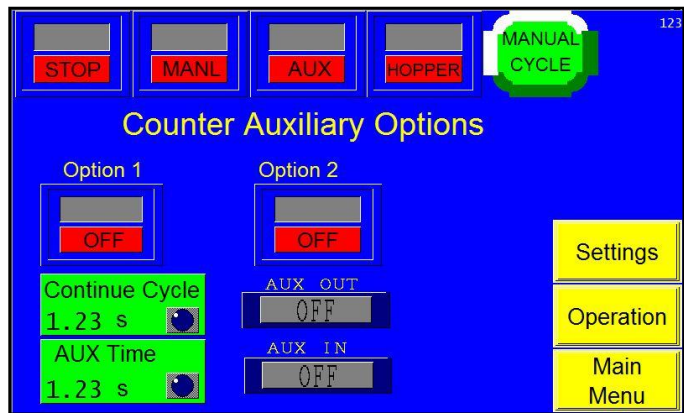 123
STOP MANL AUX HOPPER MANUAL
CYCLE
Counter Auxiliary Options
Option 1 Option 2
OFF OFF
Settings
Continue Cycle AUX OUT
1.23 s OFF Operation
AUX Time AUX IN
1.23 s OFF
Main
Menu